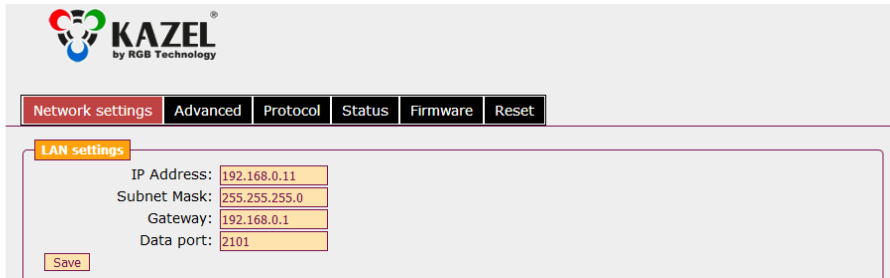 KAZEL®
by RGB Technology
Network settings Advanced Protocol Status Firmware Reset
LAN settings
IP Address: 192.168.0.11
Subnet Mask: 255.255.255.0
Gateway: 192.168.0.1
Data port: 2101
Save